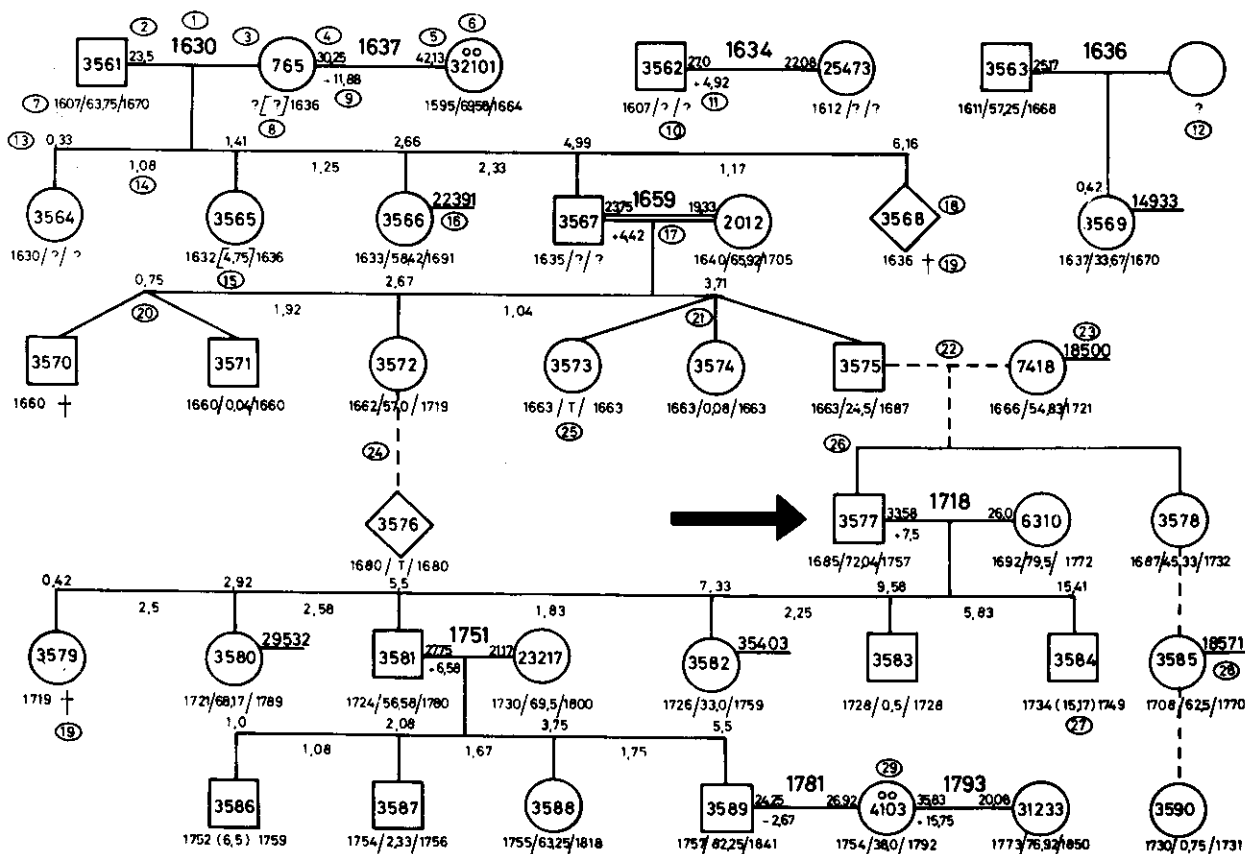 ② ① ③ ④ ⑤ ⑥
3561 23,5 1630 765 30,25 1637 42,13 oo 32101 3562 27,0 1634 22,08 25473 3563 25,17 1636
+11,88 ⑨ +4,92 ⑪
⑦ 1607/63,75/1670 ?[?]1636 1595/69,58/1664 1607/?/? 1612/?/? 1611/57,25/1668 ?
⑧ ⑩ ⑫
⑬ 0,33 1,41 2,66 4,99 6,16
1,08 1,25 2,33 1,17
⑭
3564 3565 3566 22391 3567 23,75 1659 19,33 2012 3568 ⑱ 0,42 3569 14933
⑯ +4,42 ⑰
1630/?/? 1632[4,75]1636 1633/58,42/1691 1635/?/? 1640/65,92/1705 1636 † ⑲ 1637/33,67/1670
⑮
0,75 2,67 3,71
⑳ 1,92 1,04 ㉑
3570 3571 3572 3573 3574 3575 ㉒ 7418 ㉓ 18500
1660 † 1660/0,04/1660 1662/57,0/1719 1663/T/1663 1663/0,08/1663 1663/24,5/1687 1666/54,83/1721
㉕
㉔ ㉖
3576 3577 33,58 1718 26,0 6310 3578
+7,5
1680/T/1680 1685/72,04/1757 1692/79,5/1772 1687/45,33/1732
0,42 2,92 5,5 7,33 9,58 15,41
2,5 2,58 1,83 2,25 5,83
3579 3580 29532 3581 27,75 1751 21,17 23217 3582 35403 3583 3584 3585 18571
+6,58 ㉘
1719 † 1721/68,17/1789 1724/56,58/1780 1730/69,5/1800 1726/33,0/1759 1728/0,5/1728 1734(15,17)1749 1708/62,5/1770
⑲ ㉗
1,0 2,08 3,75 5,5
1,08 1,67 1,75
3586 3587 3588 3589 24,25 1781 26,92 ㉙ oo 4103 35,83 1793 20,08 31233 3590
-2,67 +15,75
1752(6,5)1759 1754/2,33/1756 1755/63,25/1818 1757/82,25/1841 1754/38,0/1792 1773/76,92/1850 1730/0,75/1731